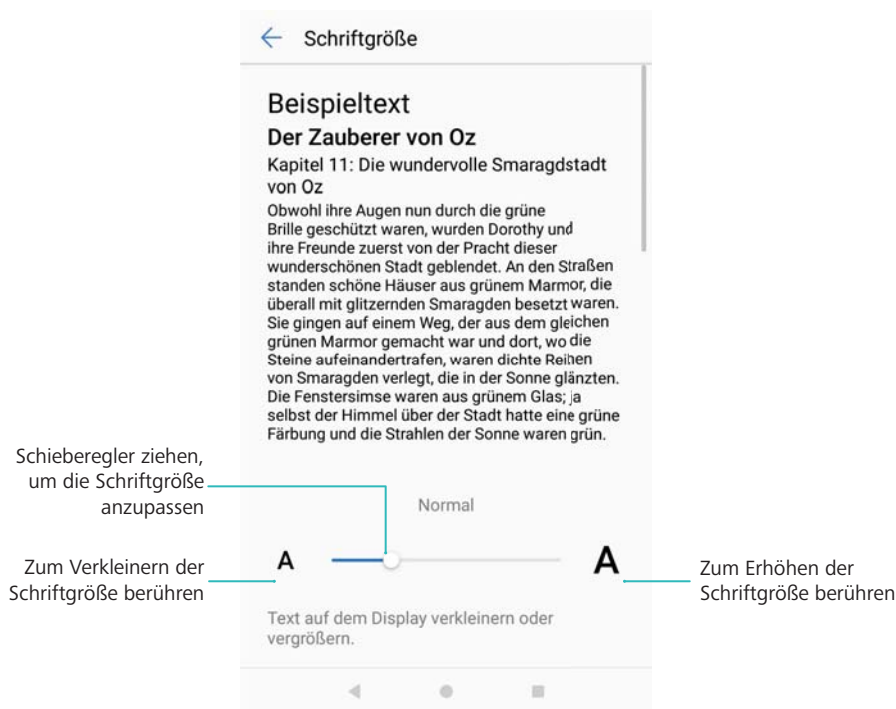 Schriftgröße
Beispieltext
Der Zauberer von Oz
Kapitel 11: Die wundervolle Smaragdstadt
von Oz
Obwohl ihre Augen nun durch die grüne
Brille geschützt waren, wurden Dorothy und
ihre Freunde zuerst von der Pracht dieser
wunderschönen Stadt geblendet. An den Straßen
standen schöne Häuser aus grünem Marmor, die
überall mit glitzernden Smaragden besetzt waren.
Sie gingen auf einem Weg, der aus dem gleichen
grünen Marmor gemacht war und dort, wo die
Steine aufeinandertrafen, waren dichte Reihen
von Smaragden verlegt, die in der Sonne glänzten.
Die Fenstersimse waren aus grünem Glas; ja
selbst der Himmel über der Stadt hatte eine grüne
Färbung und die Strahlen der Sonne waren grün.
Schieberegler ziehen,
um die Schriftgröße
anzupassen
Normal
A
A
Zum Verkleinern der
Schriftgröße berühren
Zum Erhöhen der
Schriftgröße berühren
Text auf dem Display verkleinern oder
vergrößern.